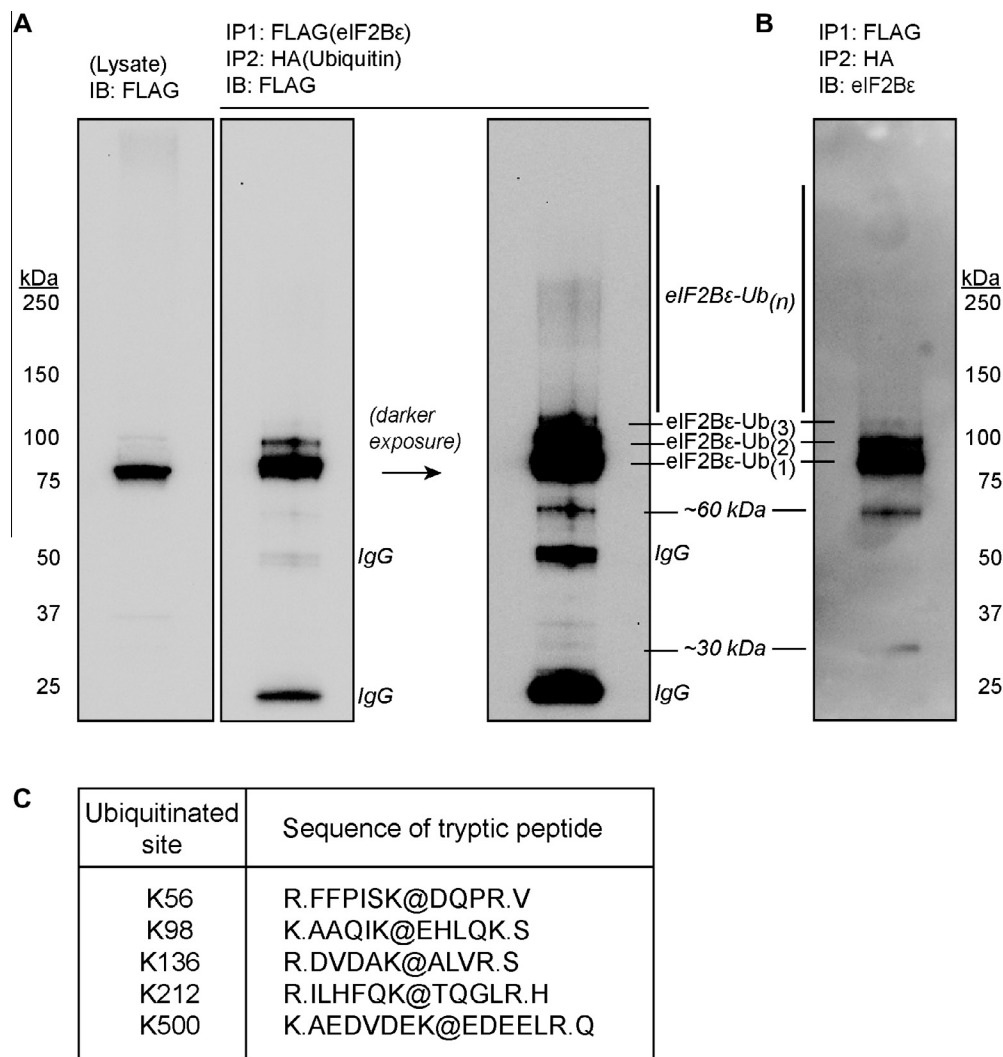 A
(Lysate)
IB: FLAG
IP1: FLAG(eIF2Bε)
IP2: HA(Ubiquitin)
IB: FLAG
kDa
250
150
100
75
50
37
25
IgG
IgG
(darker
exposure)
eIF2Bε-Ub(n)
eIF2Bε-Ub(3)
eIF2Bε-Ub(2)
eIF2Bε-Ub(1)
~60 kDa
IgG
~30 kDa
IgG
B
IP1: FLAG
IP2: HA
IB: eIF2Bε
kDa
250
150
100
75
50
37
25
C
Ubiquitinated site
Sequence of tryptic peptide
K56 R.FFPISK@DQPR.V
K98 K.AAQIK@EHLQK.S
K136 R.DVDAK@ALVR.S
K212 R.ILHFQK@TQGLR.H
K500 K.AEDVDEK@EDEELR.Q